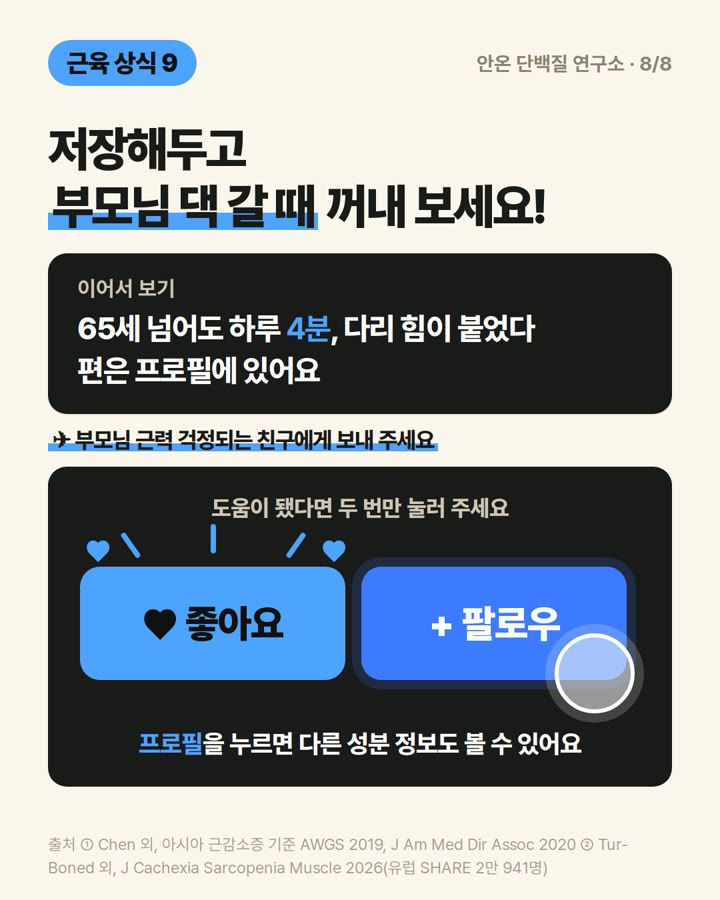 근육 상식 9
안온 단백질 연구소 · 8/8
저장해두고
부모님 댁 갈 때 꺼내 보세요!
이어서 보기
65세 넘어도 하루 4분, 다리 힘이 붙었다
편은 프로필에 있어요
✈ 부모님 근력 걱정되는 친구에게 보내 주세요
도움이 됐다면 두 번만 눌러 주세요
♥ 좋아요
+ 팔로우
프로필을 누르면 다른 성분 정보도 볼 수 있어요
출처 ① Chen 외, 아시아 근감소증 기준 AWGS 2019, J Am Med Dir Assoc 2020 ② Tur-
Boned 외, J Cachexia Sarcopenia Muscle 2026(유럽 SHARE 2만 941명)